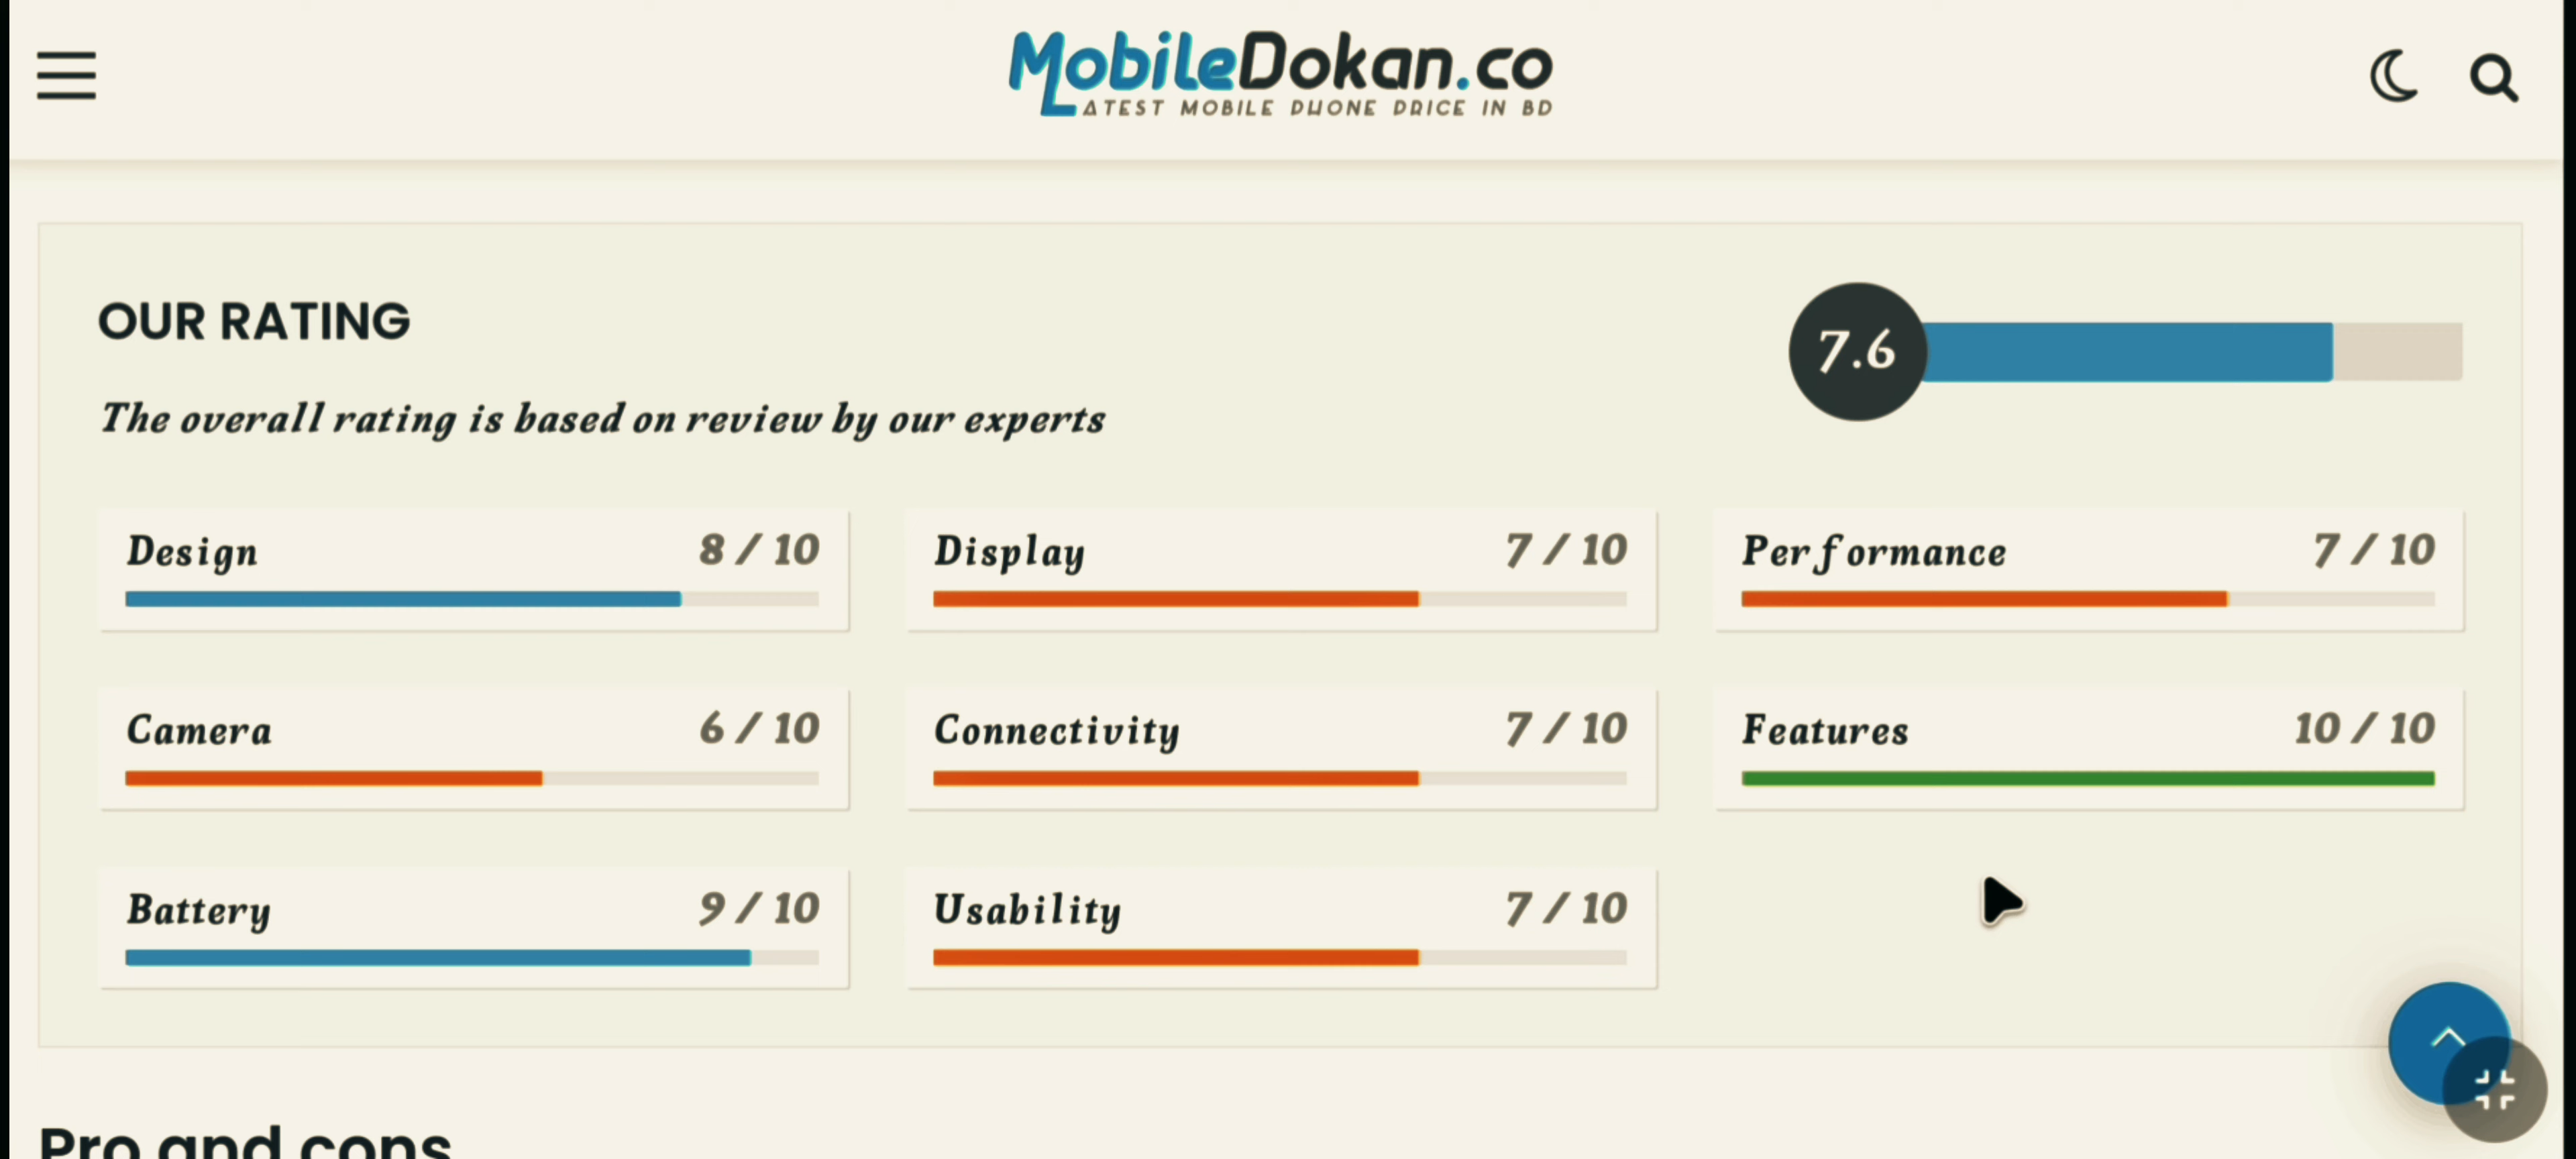 MobileDokan.co
LATEST MOBILE PHONE PRICE IN BD
OUR RATING
7.6
The overall rating is based on review by our experts
Design 8 / 10
Display 7 / 10
Performance 7 / 10
Camera 6 / 10
Connectivity 7 / 10
Features 10 / 10
Battery 9 / 10
Usability 7 / 10
Pro and cons